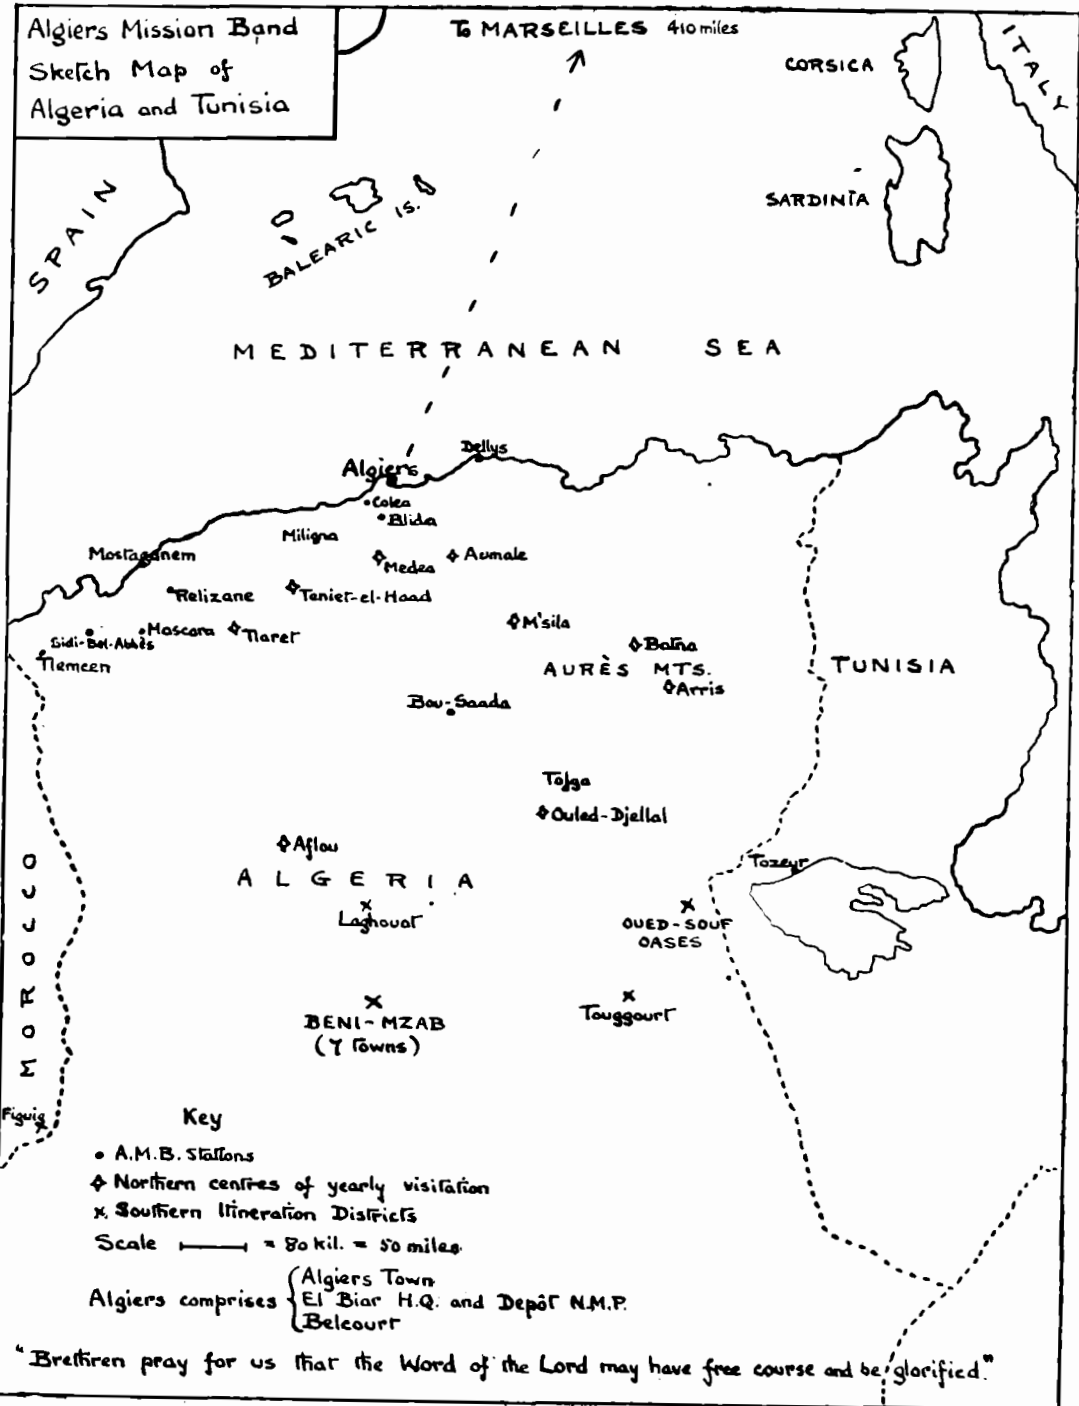 Algiers Mission Band
Sketch Map of
Algeria and Tunisia
To MARSEILLES 410 miles
CORSICA
ITALY
SARDINIA
SPAIN
BALEARIC IS.
MEDITERRANEAN SEA
Dellys
Algiers
Colea
Blida
Miligna
Mostaganem
Medea
Aumale
Relizane
Teniet-el-Haad
M'sila
Mascara
Tiaret
Sidi-Bel-Abbès
Batna
Tlemcen
AURÈS MTS.
TUNISIA
Arris
Bou-Saada
Tolga
Ouled-Djellal
Aflou
Tozeur
ALGERIA
MOROCCO
Laghouat
OUED-SOUF
OASES
Touggourt
BENI-MZAB
(7 Towns)
Figuig
Key
A.M.B. Stations
Northern centres of yearly visitation
x. Southern Itineration Districts
Scale = 80 kil. = 50 miles.
Algiers comprises
Algiers Town
El Biar H.Q. and Depôt N.M.P.
Belcourt
"Brethren pray for us that the Word of the Lord may have free course and be glorified."